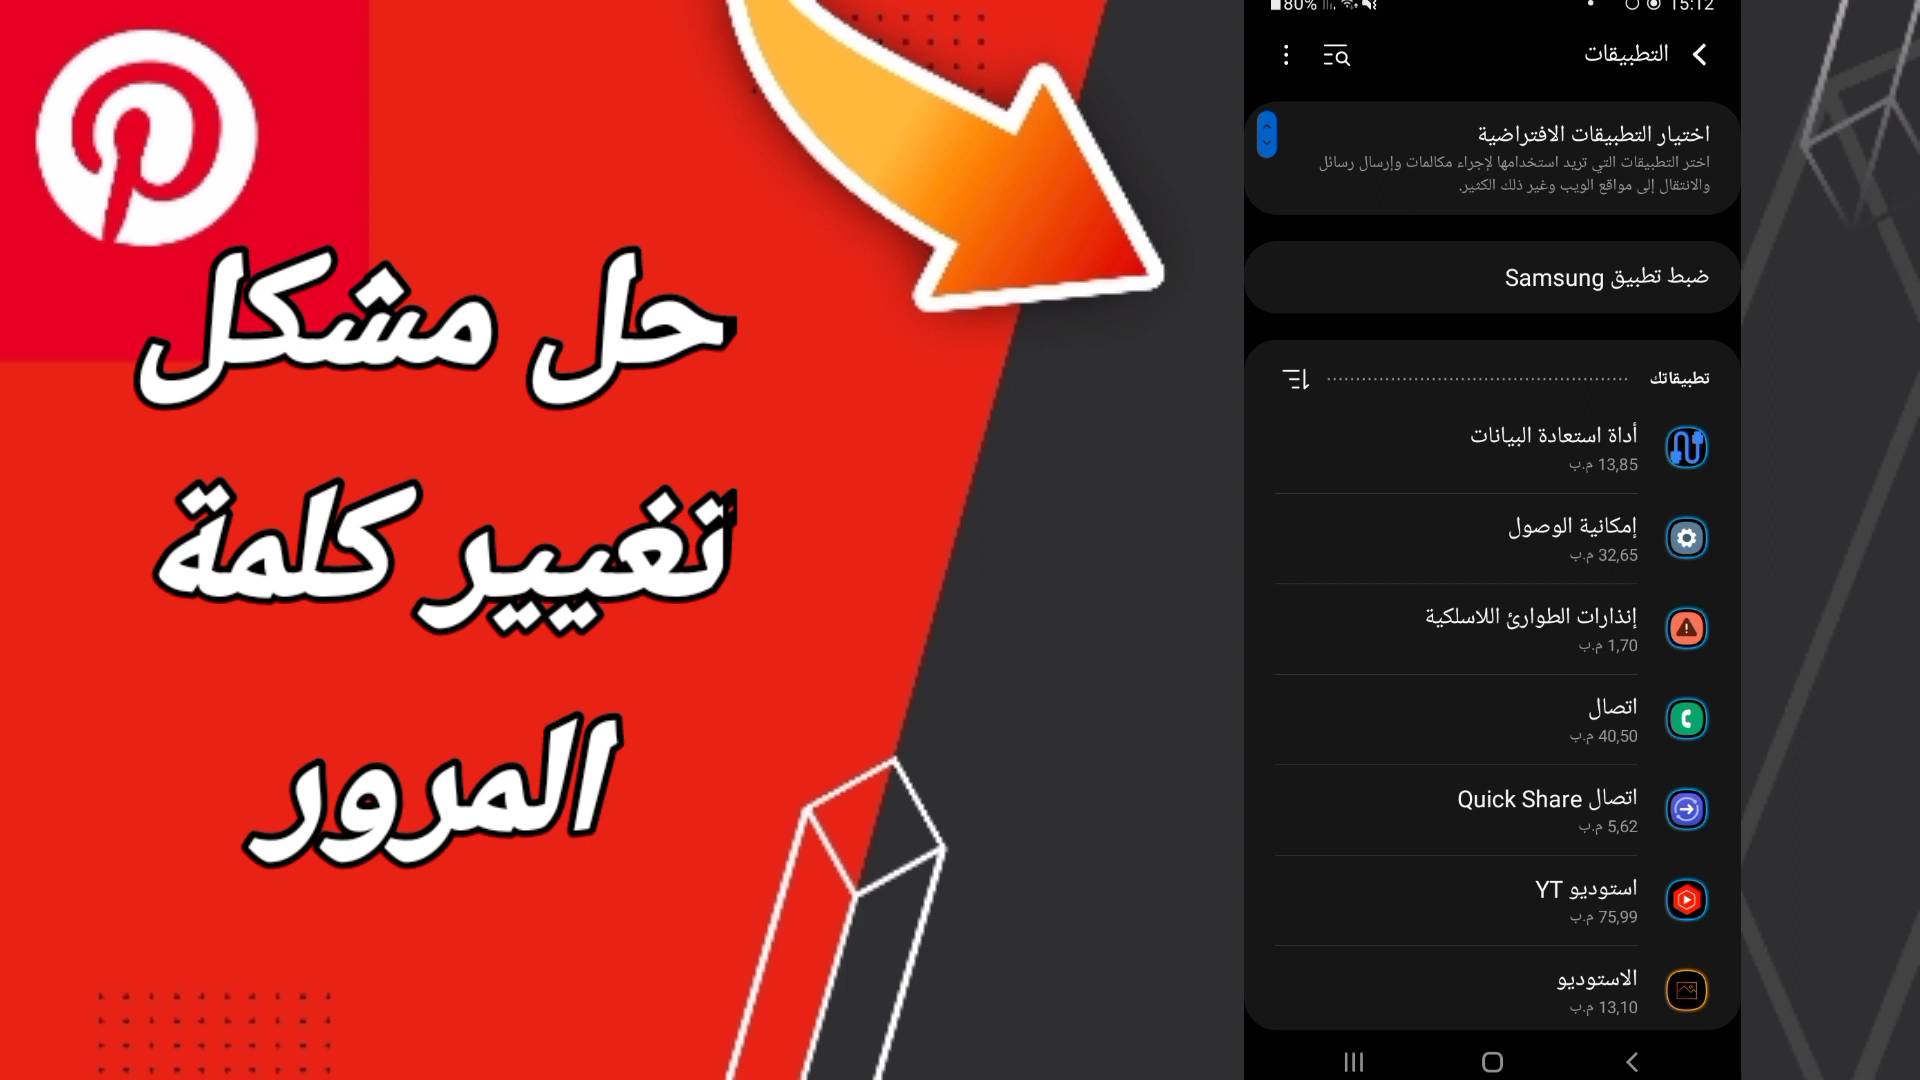 حل مشكل
تغيير كلمة
المرور
80%
15:12
التطبيقات
اختيار التطبيقات الافتراضية
اختر التطبيقات التي تريد استخدامها لإجراء مكالمات وإرسال رسائل
والانتقال إلى مواقع الويب وغير ذلك الكثير.
ضبط تطبيق Samsung
تطبيقاتك
أداة استعادة البيانات
13,85 م.ب
إمكانية الوصول
32,65 م.ب
إنذارات الطوارئ اللاسلكية
1,70 م.ب
اتصال
40,50 م.ب
اتصال Quick Share
5,62 م.ب
استوديو YT
75,99 م.ب
الاستوديو
13,10 م.ب